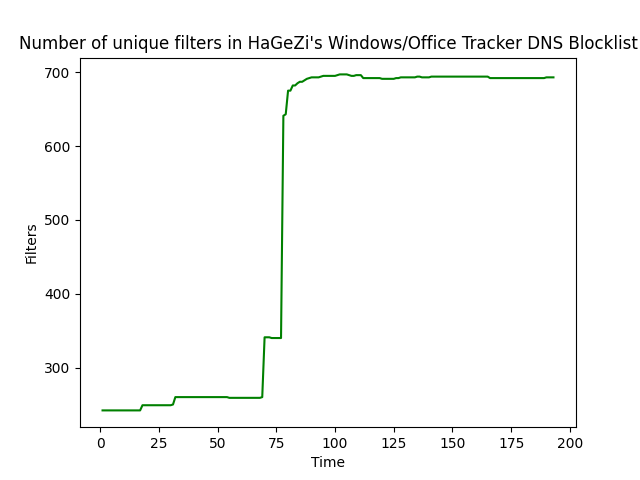 Number of unique filters in HaGeZi's Windows/Office Tracker DNS Blocklist
700
600
500
400
300
Filters
0 25 50 75 100 125 150 175 200
Time